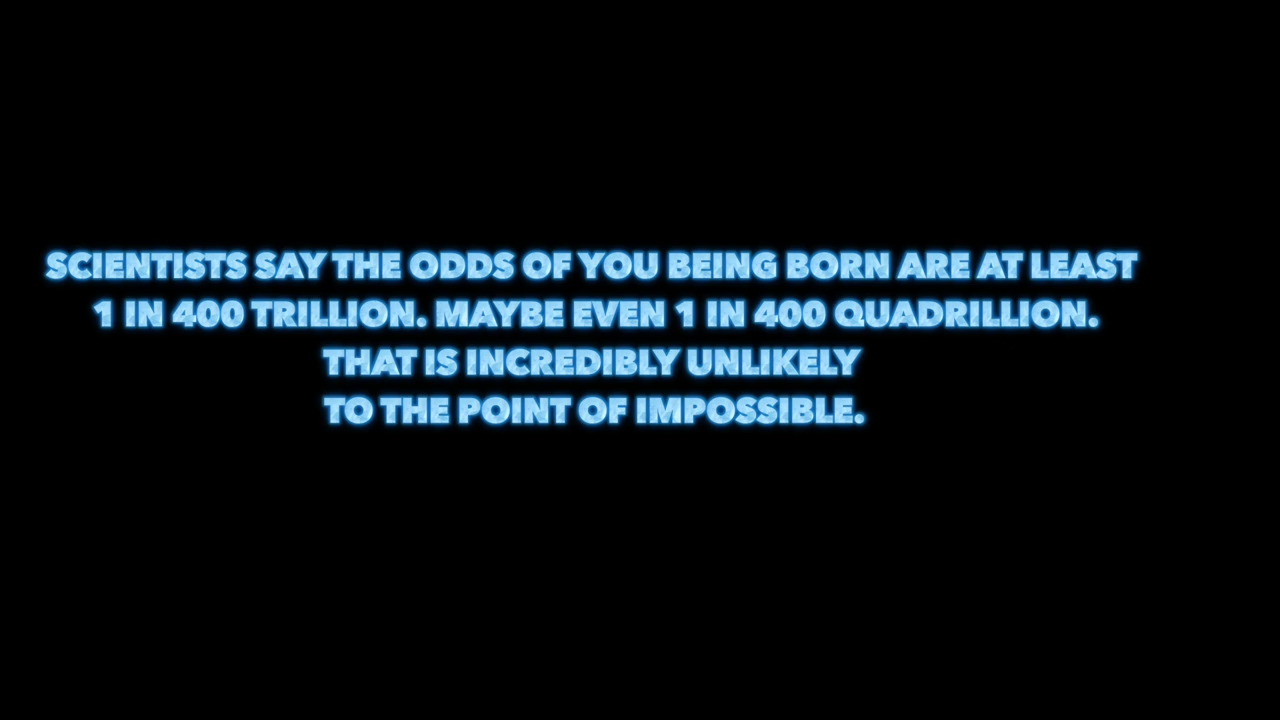 SCIENTISTS SAY THE ODDS OF YOU BEING BORN ARE AT LEAST
1 IN 400 TRILLION. MAYBE EVEN 1 IN 400 QUADRILLION.
THAT IS INCREDIBLY UNLIKELY
TO THE POINT OF IMPOSSIBLE.